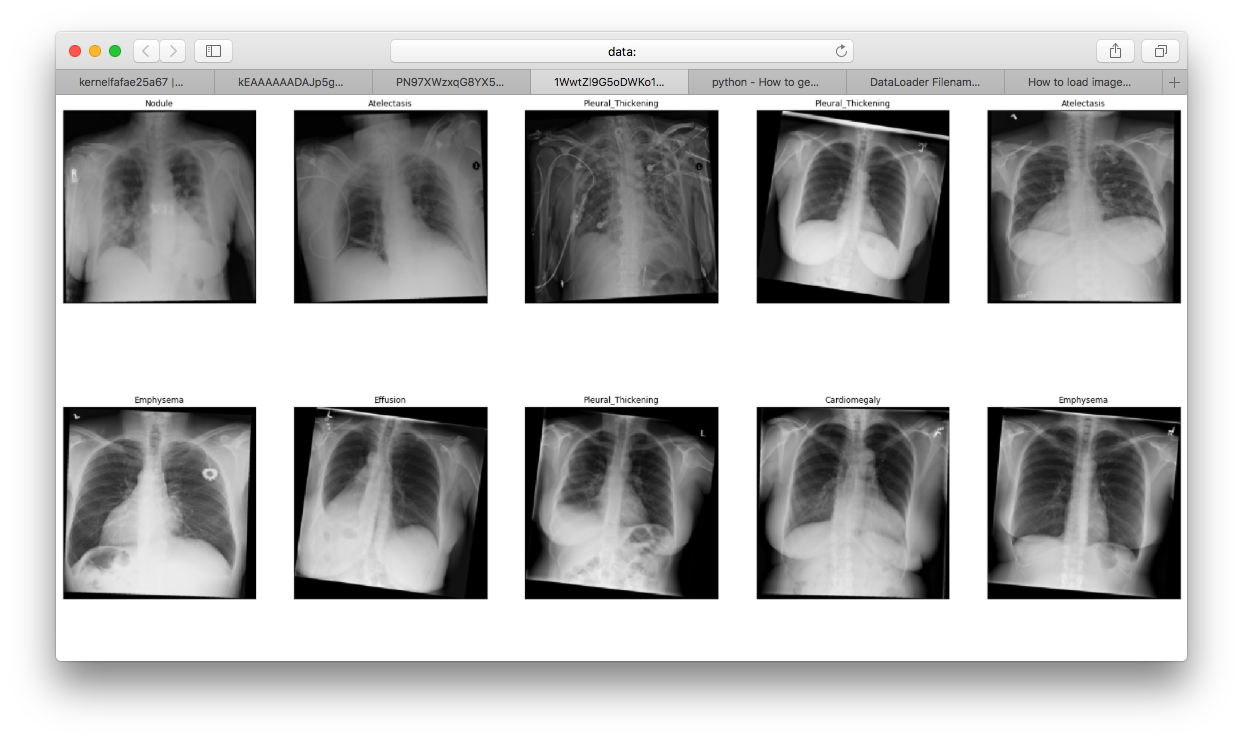 data:
kernelfafae25a67 |...
kEAAAAAADAJp5g...
PN97XWzxqG8YX5...
1WwtZl9G5oDWKo1...
python - How to ge...
DataLoader Filenam...
How to load image...
Nodule
Atelectasis
Pleural_Thickening
Pleural_Thickening
Atelectasis
Emphysema
Effusion
Pleural_Thickening
Cardiomegaly
Emphysema
L